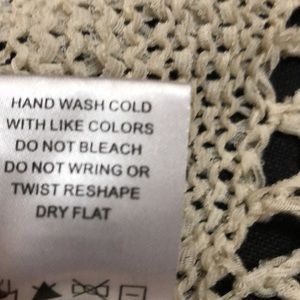 HAND WASH COLD
WITH LIKE COLORS
DO NOT BLEACH
DO NOT WRING OR
TWIST RESHAPE
DRY FLAT